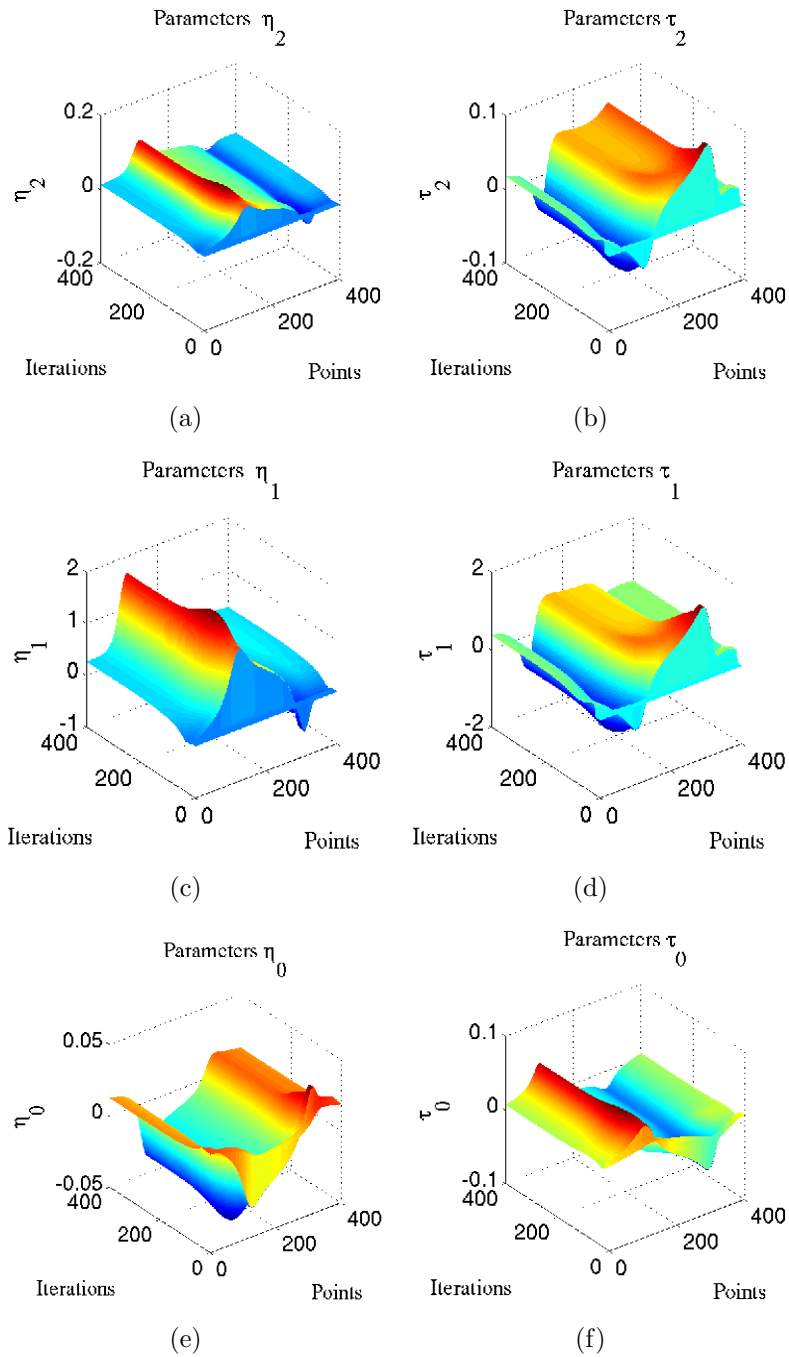 Parameters η2 Parameters τ2
0.2 0.1
η2 0 τ2 0
-0.2 -0.1
400 400 400 400
200 200 200 200
0 0 0 0
Iterations Points Iterations Points
(a) (b)
Parameters η1 Parameters τ1
2 2
1
η1 0 τ1 0
-1 -2
400 400 400 400
200 200 200 200
0 0 0 0
Iterations Points Iterations Points
(c) (d)
Parameters η0 Parameters τ0
0.05 0.1
η0 0 τ0 0
-0.05 -0.1
400 400 400 400
200 200 200 200
0 0 0 0
Iterations Points Iterations Points
(e) (f)